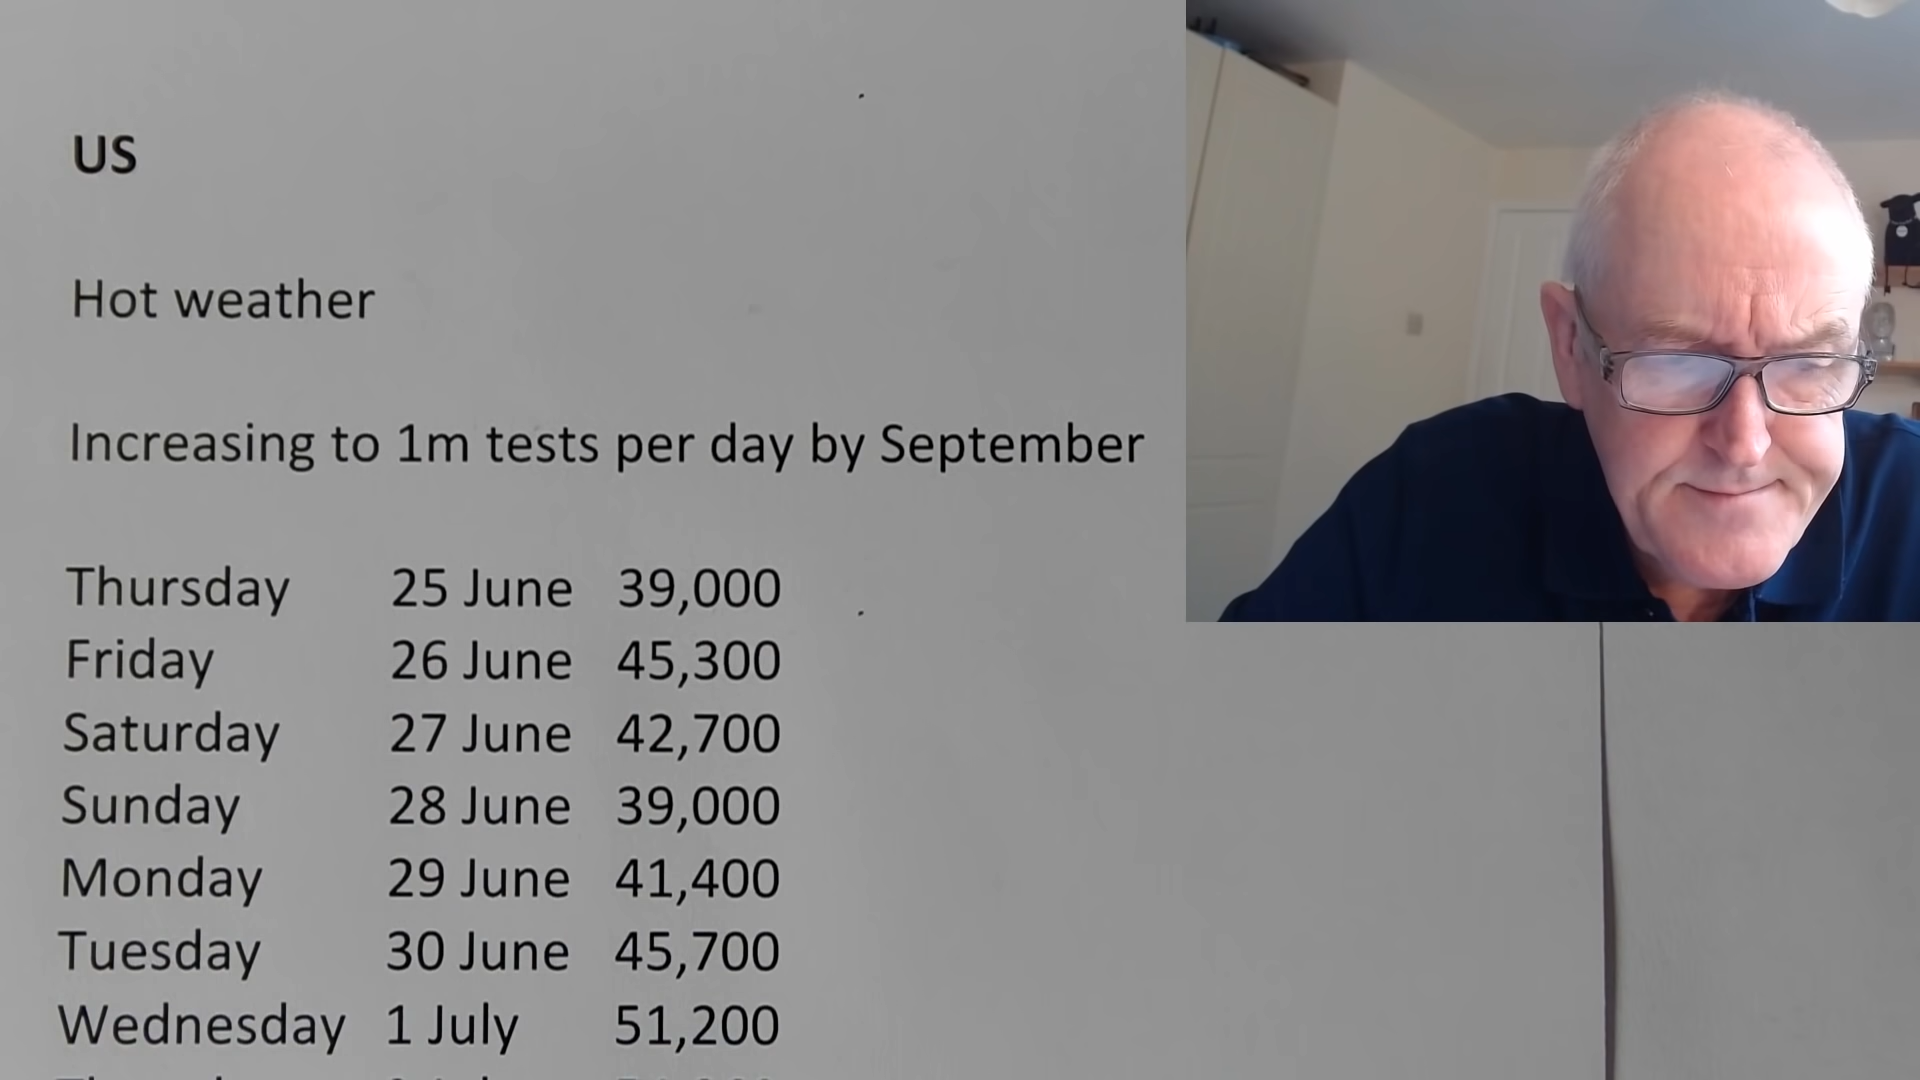 US
Hot weather
Increasing to 1m tests per day by September
Thursday 25 June 39,000
Friday 26 June 45,300
Saturday 27 June 42,700
Sunday 28 June 39,000
Monday 29 June 41,400
Tuesday 30 June 45,700
Wednesday 1 July 51,200